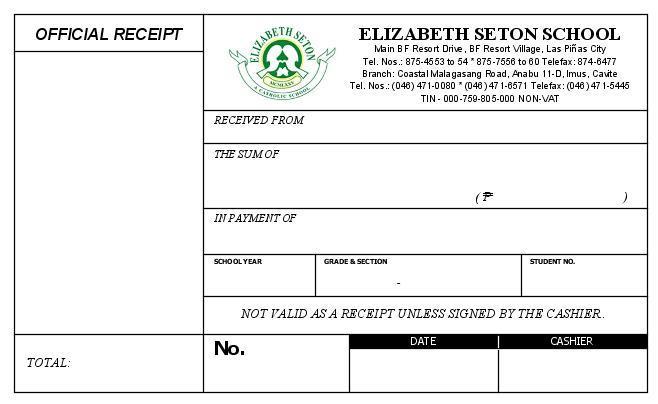 OFFICIAL RECEIPT
ELIZABETH SETON
MCMLXXV
A CATHOLIC SCHOOL
ELIZABETH SETON SCHOOL
Main BF Resort Drive, BF Resort Village, Las Piñas City
Tel. Nos.: 875-4553 to 54 * 875-7556 to 60 Telefax: 874-6477
Branch: Coastal Malagasang Road, Anabu 11-D, Imus, Cavite
Tel. Nos.: (046) 471-0080 * (046) 471-6571 Telefax: (046) 471-5445
TIN - 000-759-805-000 NON-VAT
RECEIVED FROM
THE SUM OF
( ₱ )
IN PAYMENT OF
SCHOOL YEAR GRADE & SECTION STUDENT NO.
-
NOT VALID AS A RECEIPT UNLESS SIGNED BY THE CASHIER.
TOTAL:
No.
DATE CASHIER